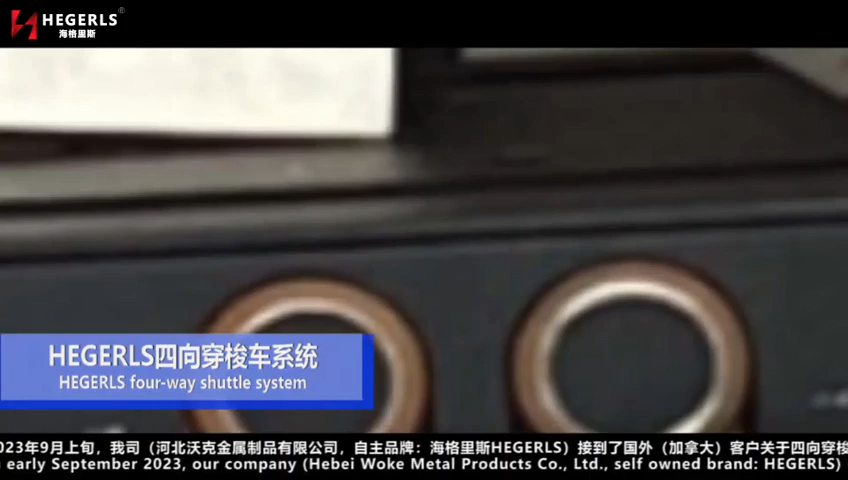 HEGERLS®
海格里斯
HEGERLS四向穿梭车系统
HEGERLS four-way shuttle system
023年9月上旬，我司（河北沃克金属制品有限公司，自主品牌：海格里斯HEGERLS）接到了国外（加拿大）客户关于四向穿梭
early September 2023, our company (Hebei Woke Metal Products Co., Ltd., self owned brand: HEGERLS)